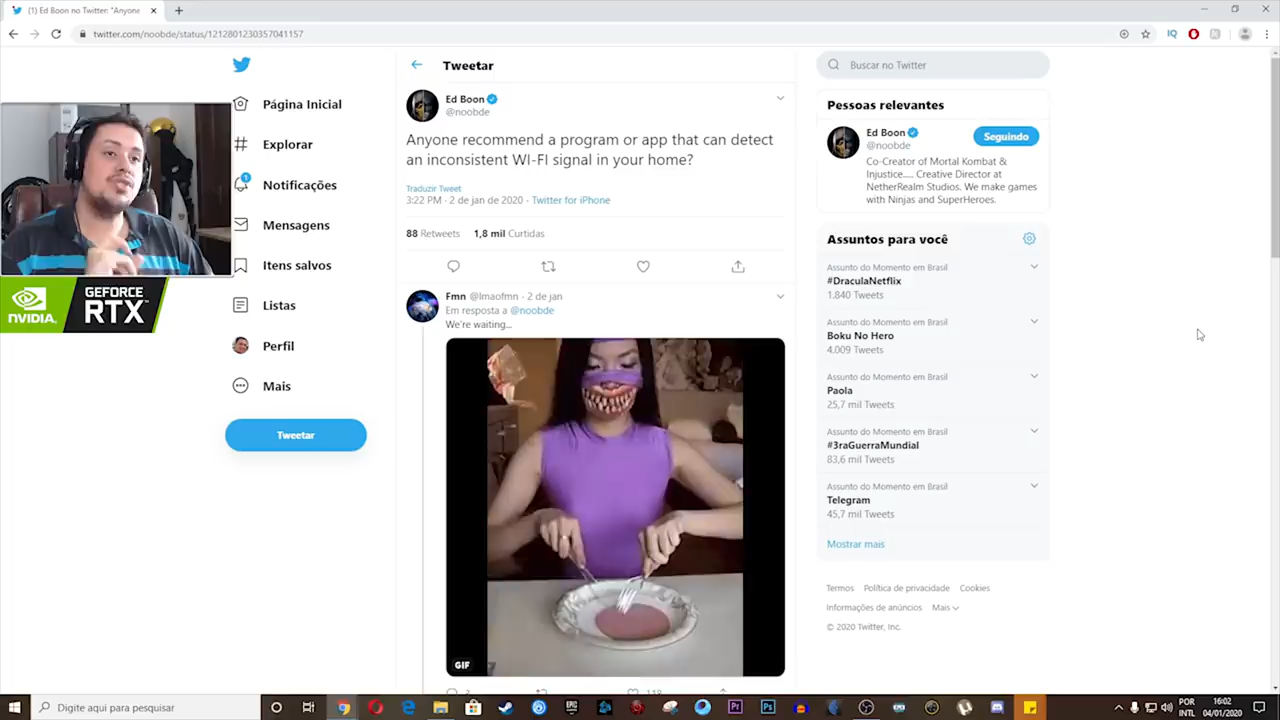 (1) Ed Boon no Twitter: "Anyone
twitter.com/noobde/status/1212801230357041157
Página Inicial
Explorar
1
Notificações
Mensagens
Itens salvos
Listas
Perfil
Mais
Tweetar
NVIDIA.
GEFORCE
RTX™
Tweetar
Ed Boon
@noobde
Anyone recommend a program or app that can detect
an inconsistent WI-FI signal in your home?
Traduzir Tweet
3:22 PM · 2 de jan de 2020 · Twitter for iPhone
88 Retweets 1,8 mil Curtidas
Fmn @lmaofmn · 2 de jan
Em resposta a @noobde
We're waiting...
GIF
Buscar no Twitter
Pessoas relevantes
Ed Boon
@noobde
Seguindo
Co-Creator of Mortal Kombat &
Injustice.... Creative Director at
NetherRealm Studios. We make games
with Ninjas and SuperHeroes.
Assuntos para você
Assunto do Momento em Brasil
#DraculaNetflix
1.840 Tweets
Assunto do Momento em Brasil
Boku No Hero
4.009 Tweets
Assunto do Momento em Brasil
Paola
25,7 mil Tweets
Assunto do Momento em Brasil
#3raGuerraMundial
83,6 mil Tweets
Assunto do Momento em Brasil
Telegram
45,7 mil Tweets
Mostrar mais
Termos Política de privacidade Cookies
Informações de anúncios Mais
© 2020 Twitter, Inc.
Digite aqui para pesquisar
POR
INTL
16:02
04/01/2020